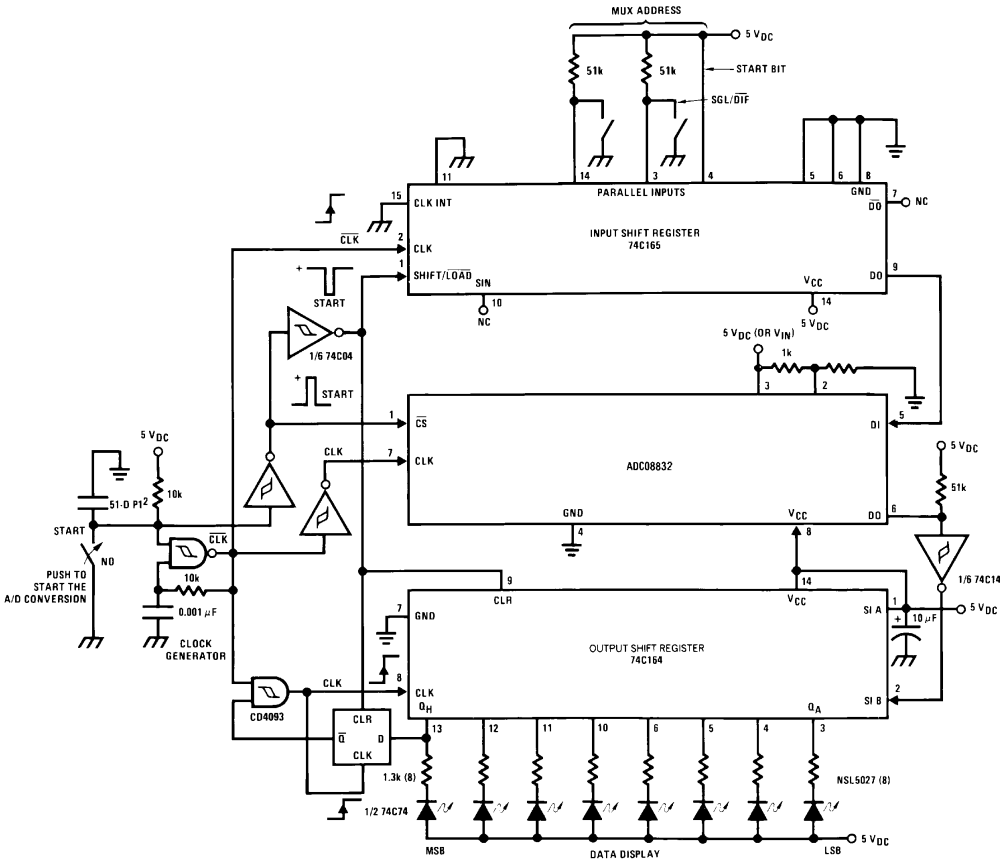 MUX ADDRESS
5 VDC
51k
51k
START BIT
SGL/DIF
11
14
3
4
5
6
8
PARALLEL INPUTS
GND
15
CLK INT
DO
7
NC
CLK
2
CLK
INPUT SHIFT REGISTER
74C165
1
SHIFT/LOAD
SIN
VCC
DO
9
+
START
10
NC
14
5 VDC
1/6 74C04
5 VDC (OR VIN)
1k
+
START
3
2
1
CS
DI
5
CLK
7
CLK
ADC08832
5 VDC
5 VDC
10k
51-D P1²
51k
START
GND
4
VCC
8
DO
6
NO
CLK
PUSH TO
START THE
A/D CONVERSION
10k
0.001 µF
1/6 74C14
9
CLR
14
VCC
7
GND
SI A
1
10 µF
+
5 VDC
CLOCK
GENERATOR
OUTPUT SHIFT REGISTER
74C164
CLK
8
CLK
SI B
2
CD4093
QH
QA
CLR
Q
D
CLK
13
12
11
10
6
5
4
3
1.3k (8)
NSL5027 (8)
1/2 74C74
MSB
DATA DISPLAY
LSB
5 VDC